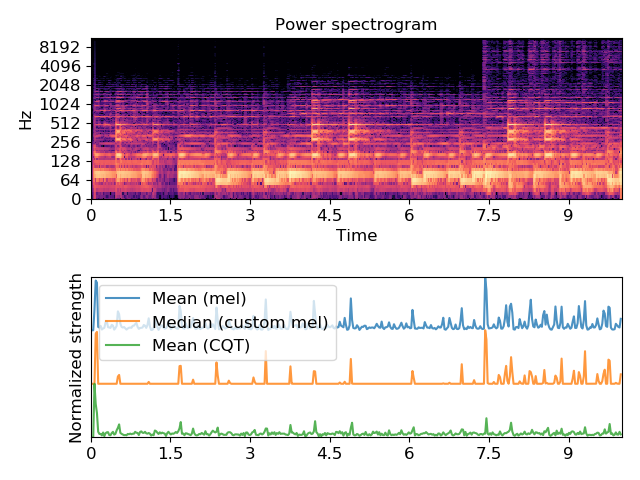 Power spectrogram
8192
4096
2048
1024
512
256
128
64
0
Hz
0 1.5 3 4.5 6 7.5 9
Time
Normalized strength
Mean (mel)
Median (custom mel)
Mean (CQT)
0 1.5 3 4.5 6 7.5 9